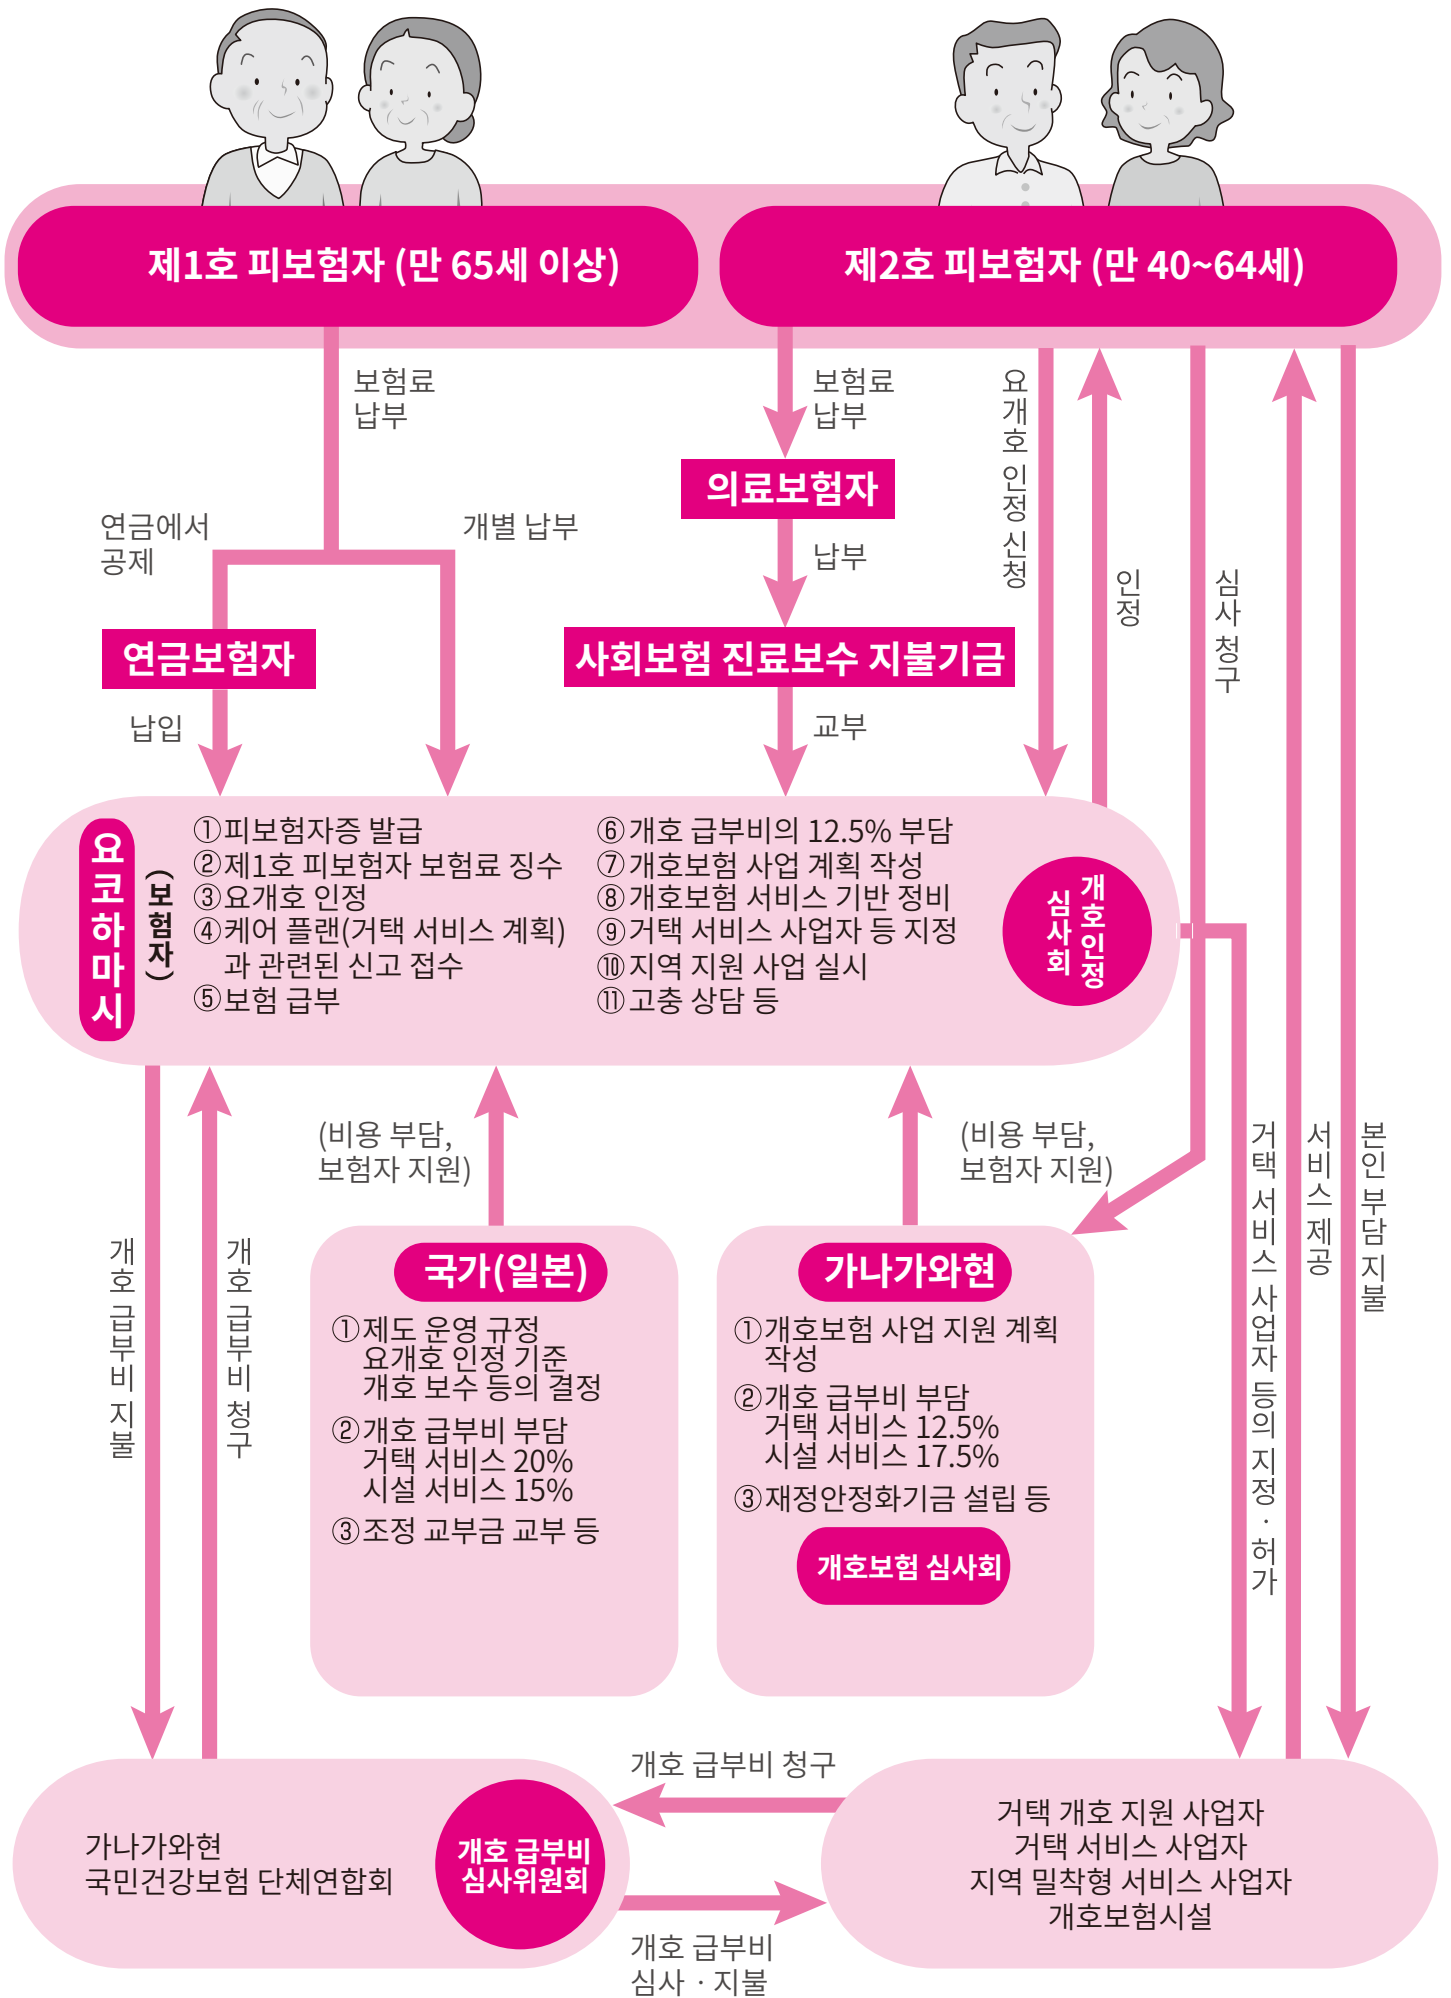 제1호 피보험자 (만 65세 이상)
제2호 피보험자 (만 40~64세)
보험료
납부
보험료
납부
요개호 인정 신청
인정
심사 청구
의료보험자
연금에서
공제
개별 납부
납부
연금보험자
사회보험 진료보수 지불기금
납입
교부
요코하마시
(보험자)
①피보험자증 발급
②제1호 피보험자 보험료 징수
③요개호 인정
④케어 플랜(거택 서비스 계획)
과 관련된 신고 접수
⑤보험 급부
⑥개호 급부비의 12.5% 부담
⑦개호보험 사업 계획 작성
⑧개호보험 서비스 기반 정비
⑨거택 서비스 사업자 등 지정
⑩지역 지원 사업 실시
⑪고충 상담 등
개호인정
심사회
(비용 부담,
보험자 지원)
(비용 부담,
보험자 지원)
거택 서비스 사업자 등의 지정 · 허가
서비스 제공
본인 부담 지불
개호 급부비 지불
개호 급부비 청구
국가(일본)
①제도 운영 규정
요개호 인정 기준
개호 보수 등의 결정
②개호 급부비 부담
거택 서비스 20%
시설 서비스 15%
③조정 교부금 교부 등
가나가와현
①개호보험 사업 지원 계획
작성
②개호 급부비 부담
거택 서비스 12.5%
시설 서비스 17.5%
③재정안정화기금 설립 등
개호보험 심사회
개호 급부비 청구
가나가와현
국민건강보험 단체연합회
개호 급부비
심사위원회
거택 개호 지원 사업자
거택 서비스 사업자
지역 밀착형 서비스 사업자
개호보험시설
개호 급부비
심사 · 지불